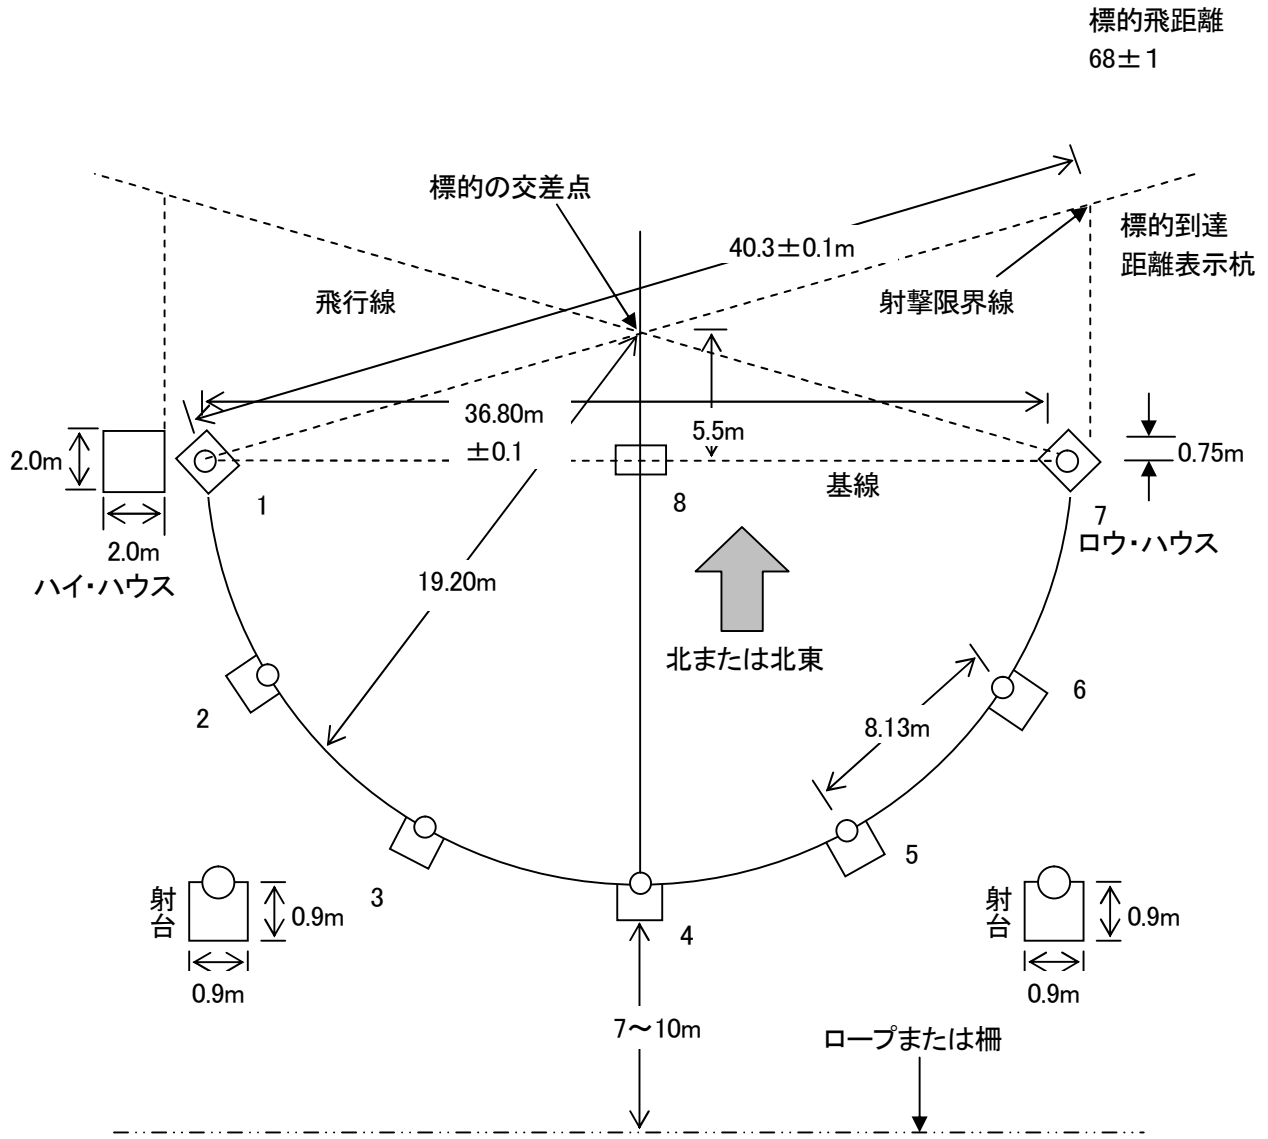 標的飛距離
68±1
標的の交差点
40.3±0.1m
標的到達
距離表示杭
飛行線
射撃限界線
36.80m
±0.1
5.5m
2.0m
0.75m
基線
1
8
7
2.0m
ハイ・ハウス
ロウ・ハウス
19.20m
北または北東
2
6
8.13m
3
5
4
射台
0.9m
0.9m
射台
0.9m
0.9m
7～10m
ロープまたは柵